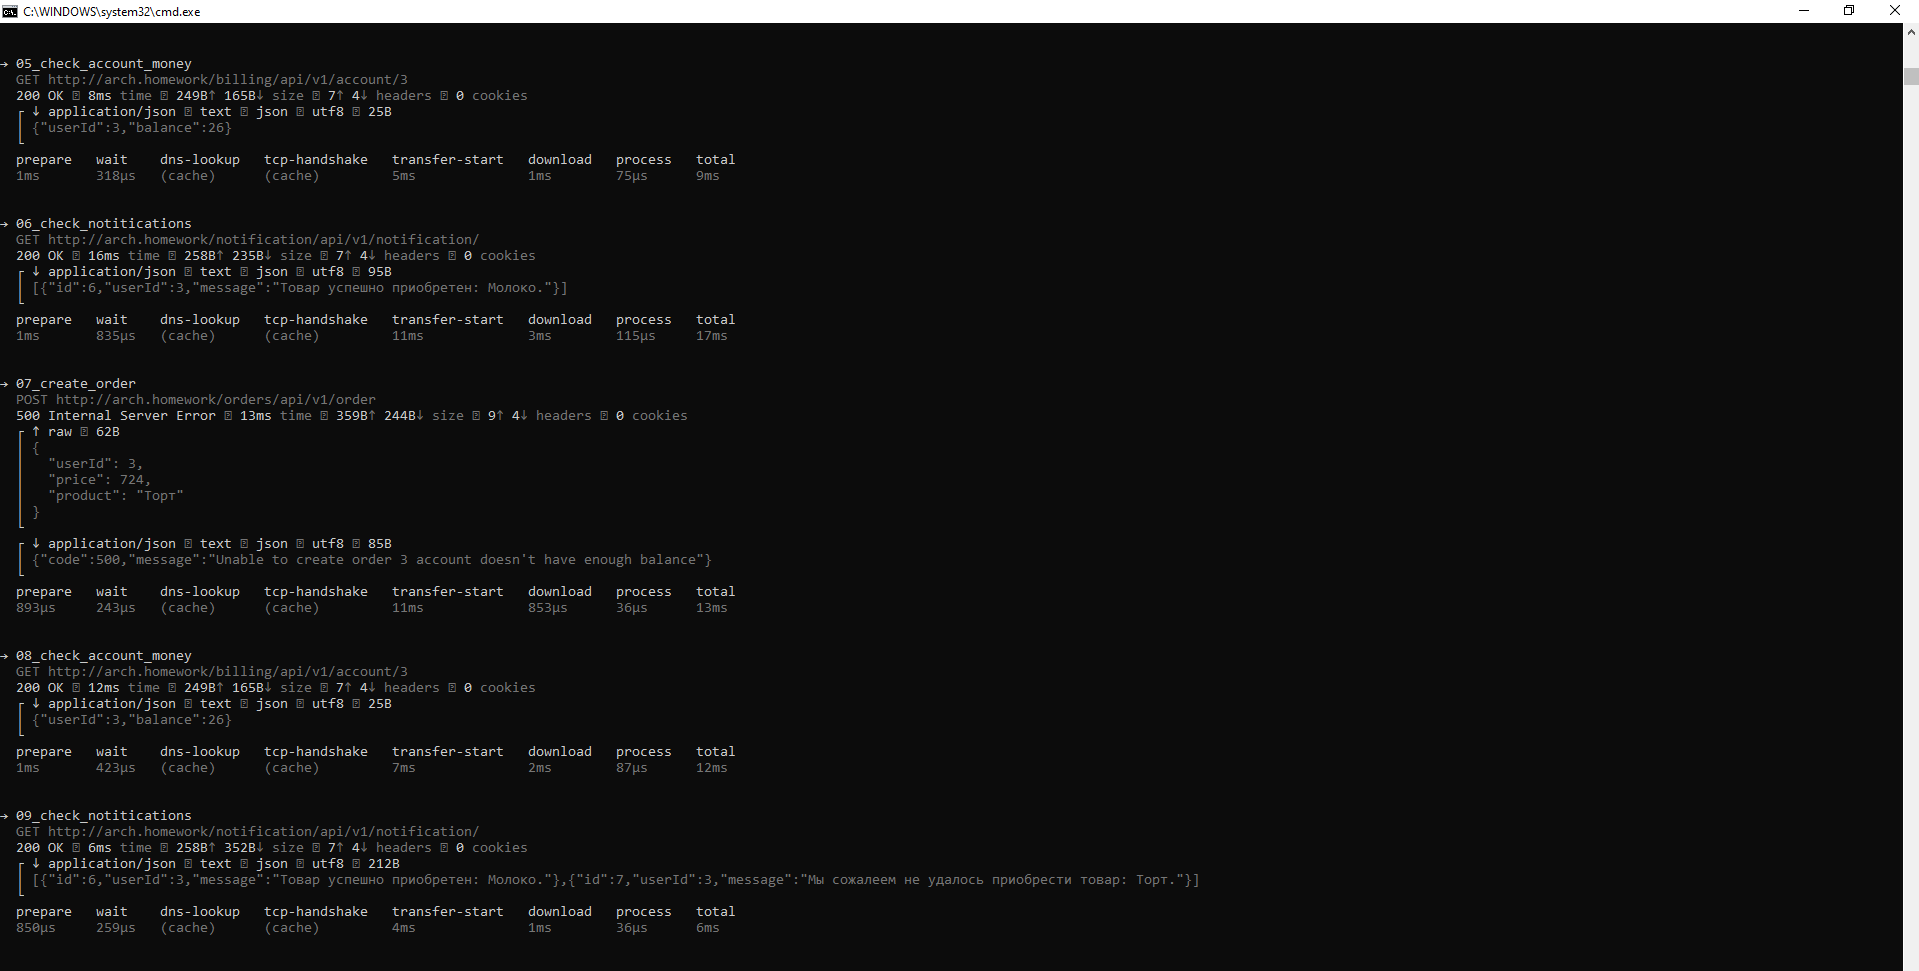 C:\WINDOWS\system32\cmd.exe
→ 05_check_account_money
GET http://arch.homework/billing/api/v1/account/3
200 OK ⍰ 8ms time ⍰ 249B↑ 165B↓ size ⍰ 7↑ 4↓ headers ⍰ 0 cookies
┌ ↓ application/json ⍰ text ⍰ json ⍰ utf8 ⍰ 25B
│ {"userId":3,"balance":26}
└
prepare wait dns-lookup tcp-handshake transfer-start download process total
1ms 318µs (cache) (cache) 5ms 1ms 75µs 9ms
→ 06_check_notitications
GET http://arch.homework/notification/api/v1/notification/
200 OK ⍰ 16ms time ⍰ 258B↑ 235B↓ size ⍰ 7↑ 4↓ headers ⍰ 0 cookies
┌ ↓ application/json ⍰ text ⍰ json ⍰ utf8 ⍰ 95B
│ [{"id":6,"userId":3,"message":"Товар успешно приобретен: Молоко."}]
└
prepare wait dns-lookup tcp-handshake transfer-start download process total
1ms 835µs (cache) (cache) 11ms 3ms 115µs 17ms
→ 07_create_order
POST http://arch.homework/orders/api/v1/order
500 Internal Server Error ⍰ 13ms time ⍰ 359B↑ 244B↓ size ⍰ 9↑ 4↓ headers ⍰ 0 cookies
┌ ↑ raw ⍰ 62B
│ {
│ "userId": 3,
│ "price": 724,
│ "product": "Торт"
│ }
└
┌ ↓ application/json ⍰ text ⍰ json ⍰ utf8 ⍰ 85B
│ {"code":500,"message":"Unable to create order 3 account doesn't have enough balance"}
└
prepare wait dns-lookup tcp-handshake transfer-start download process total
893µs 243µs (cache) (cache) 11ms 853µs 36µs 13ms
→ 08_check_account_money
GET http://arch.homework/billing/api/v1/account/3
200 OK ⍰ 12ms time ⍰ 249B↑ 165B↓ size ⍰ 7↑ 4↓ headers ⍰ 0 cookies
┌ ↓ application/json ⍰ text ⍰ json ⍰ utf8 ⍰ 25B
│ {"userId":3,"balance":26}
└
prepare wait dns-lookup tcp-handshake transfer-start download process total
1ms 423µs (cache) (cache) 7ms 2ms 87µs 12ms
→ 09_check_notitications
GET http://arch.homework/notification/api/v1/notification/
200 OK ⍰ 6ms time ⍰ 258B↑ 352B↓ size ⍰ 7↑ 4↓ headers ⍰ 0 cookies
┌ ↓ application/json ⍰ text ⍰ json ⍰ utf8 ⍰ 212B
│ [{"id":6,"userId":3,"message":"Товар успешно приобретен: Молоко."},{"id":7,"userId":3,"message":"Мы сожалеем не удалось приобрести товар: Торт."}]
└
prepare wait dns-lookup tcp-handshake transfer-start download process total
850µs 259µs (cache) (cache) 4ms 1ms 36µs 6ms